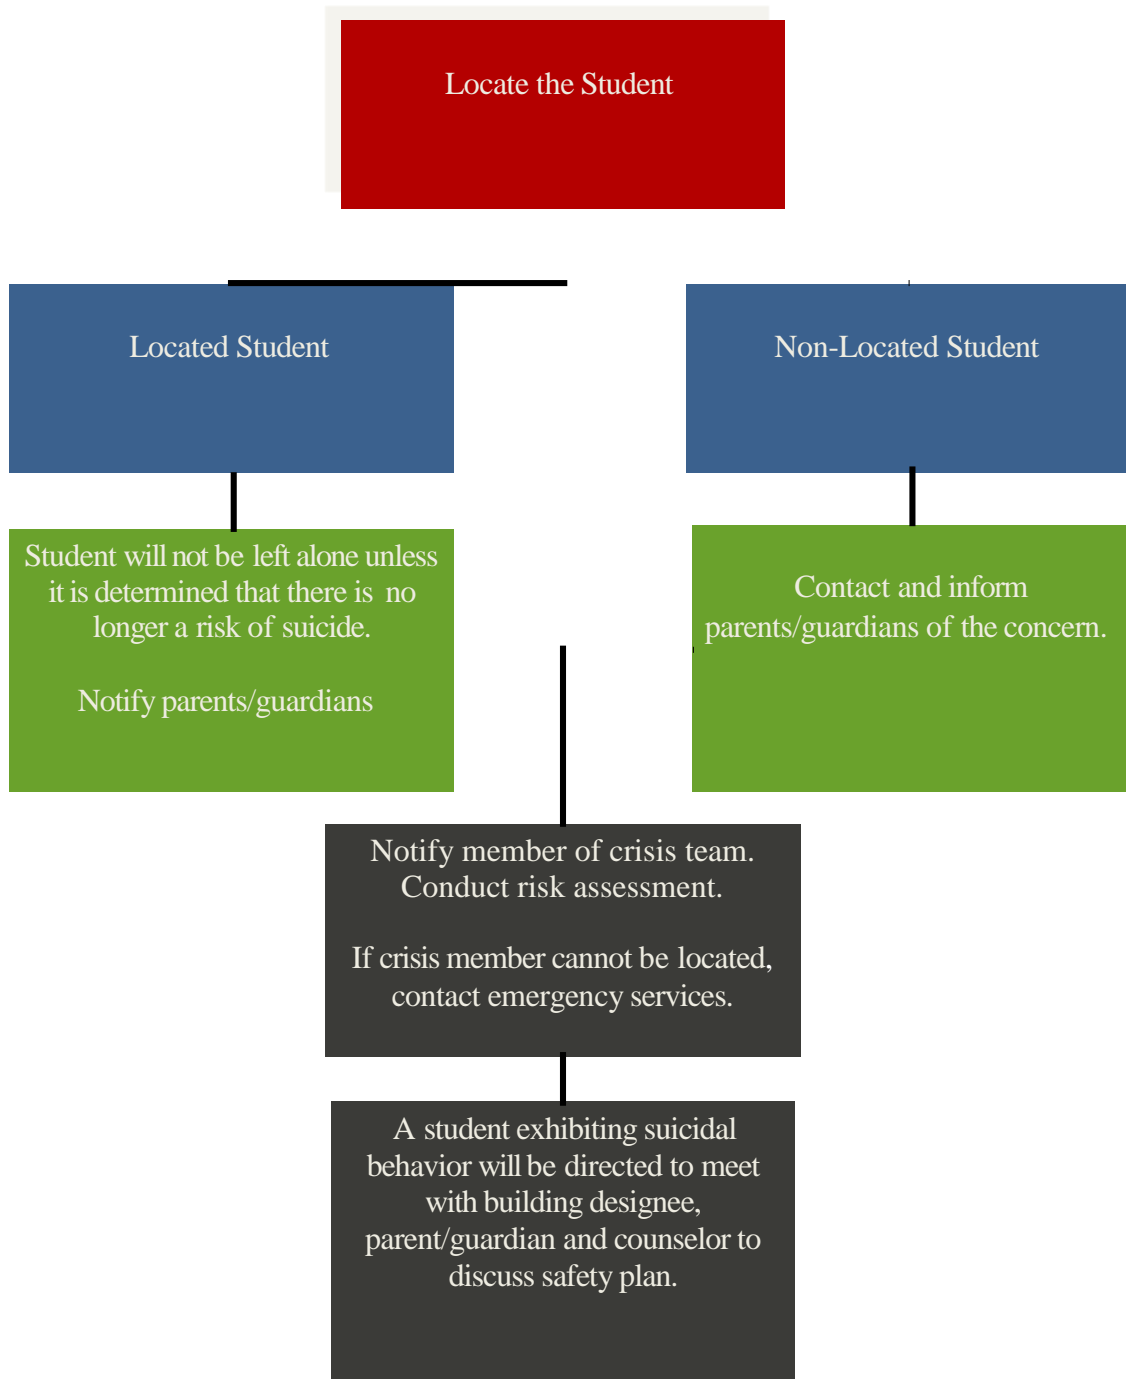 Locate the Student
Located Student
Non-Located Student
Student will not be left alone unless
it is determined that there is no
longer a risk of suicide.
Notify parents/guardians
Contact and inform
parents/guardians of the concern.
Notify member of crisis team.
Conduct risk assessment.
If crisis member cannot be located,
contact emergency services.
A student exhibiting suicidal
behavior will be directed to meet
with building designee,
parent/guardian and counselor to
discuss safety plan.